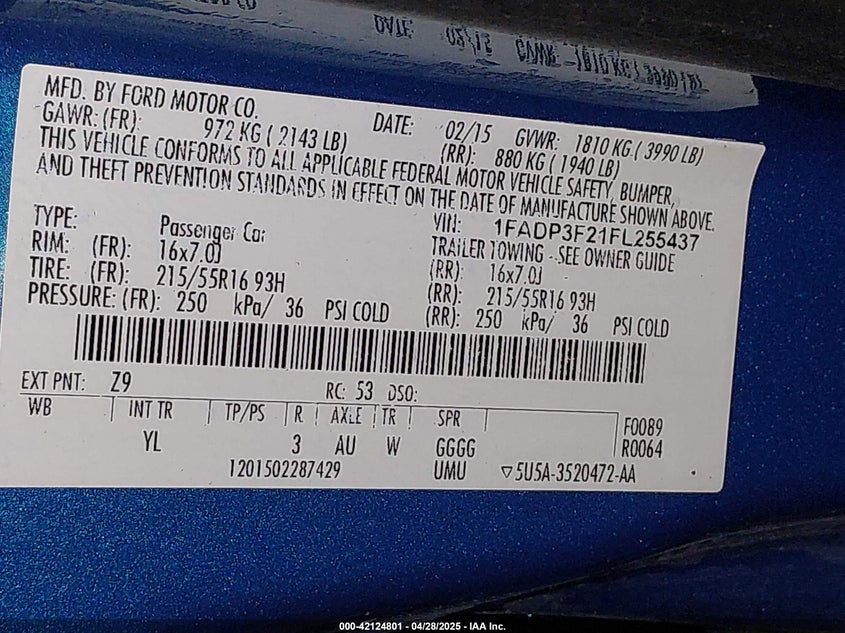 MFD. BY FORD MOTOR CO. DATE: 02/15 GVWR: 1810 KG ( 3990 LB)
GAWR: (FR): 972 KG ( 2143 LB) (RR): 880 KG ( 1940 LB)
THIS VEHICLE CONFORMS TO ALL APPLICABLE FEDERAL MOTOR VEHICLE SAFETY, BUMPER,
AND THEFT PREVENTION STANDARDS IN EFFECT ON THE DATE OF MANUFACTURE SHOWN ABOVE.
VIN: 1FADP3F21FL255437
TYPE: Passenger Car TRAILER TOWING - SEE OWNER GUIDE
RIM: (FR): 16x7.0J (RR): 16x7.0J
TIRE: (FR): 215/55R16 93H (RR): 215/55R16 93H
PRESSURE: (FR): 250 kPa/ 36 PSI COLD (RR): 250 kPa/ 36 PSI COLD
EXT PNT: Z9 RC: 53 DSO:
WB INT TR TP/PS R AXLE TR SPR F0089
YL 3 AU W GGGG R0064
1201502287429 UMU ▽5U5A-3520472-AA
000-42124801 - 04/28/2025 - IAA Inc.